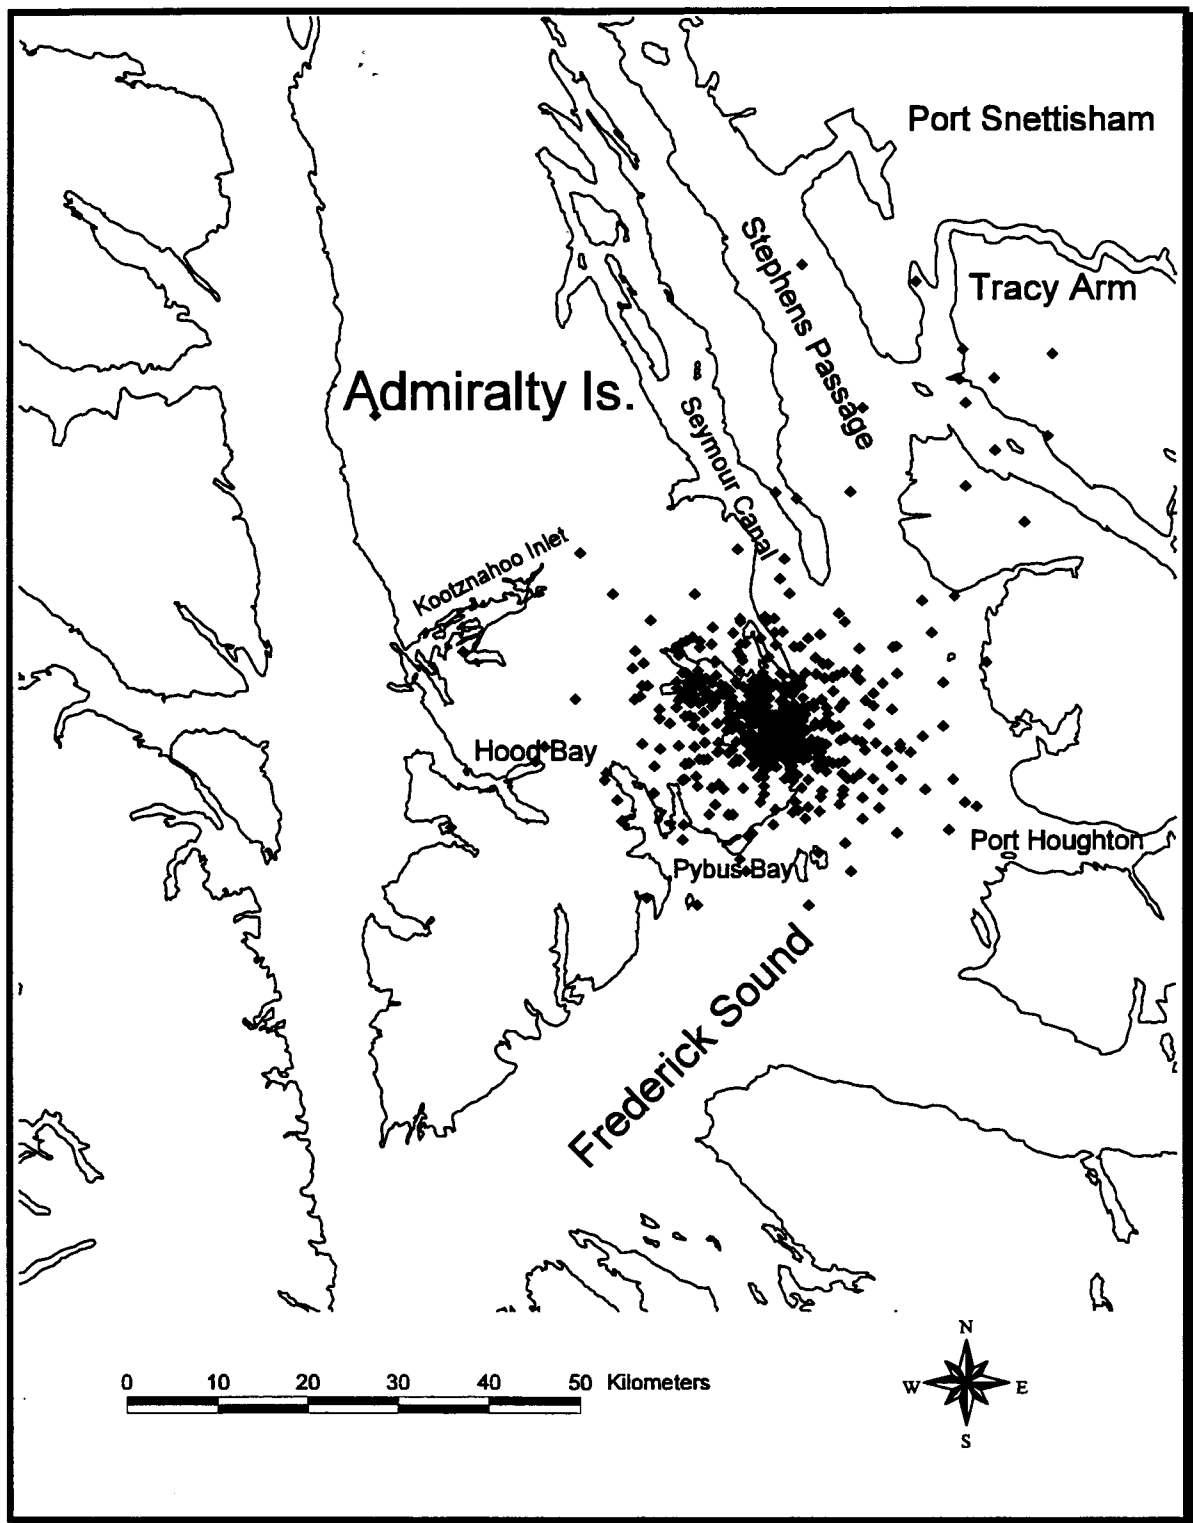 Port Snettisham
Stephens Passage
Tracy Arm
Admiralty Is.
Seymour Canal
Kootznahoo Inlet
Hood Bay
Port Houghton
Pybus Bay
Frederick Sound
N
W E
S
0 10 20 30 40 50 Kilometers